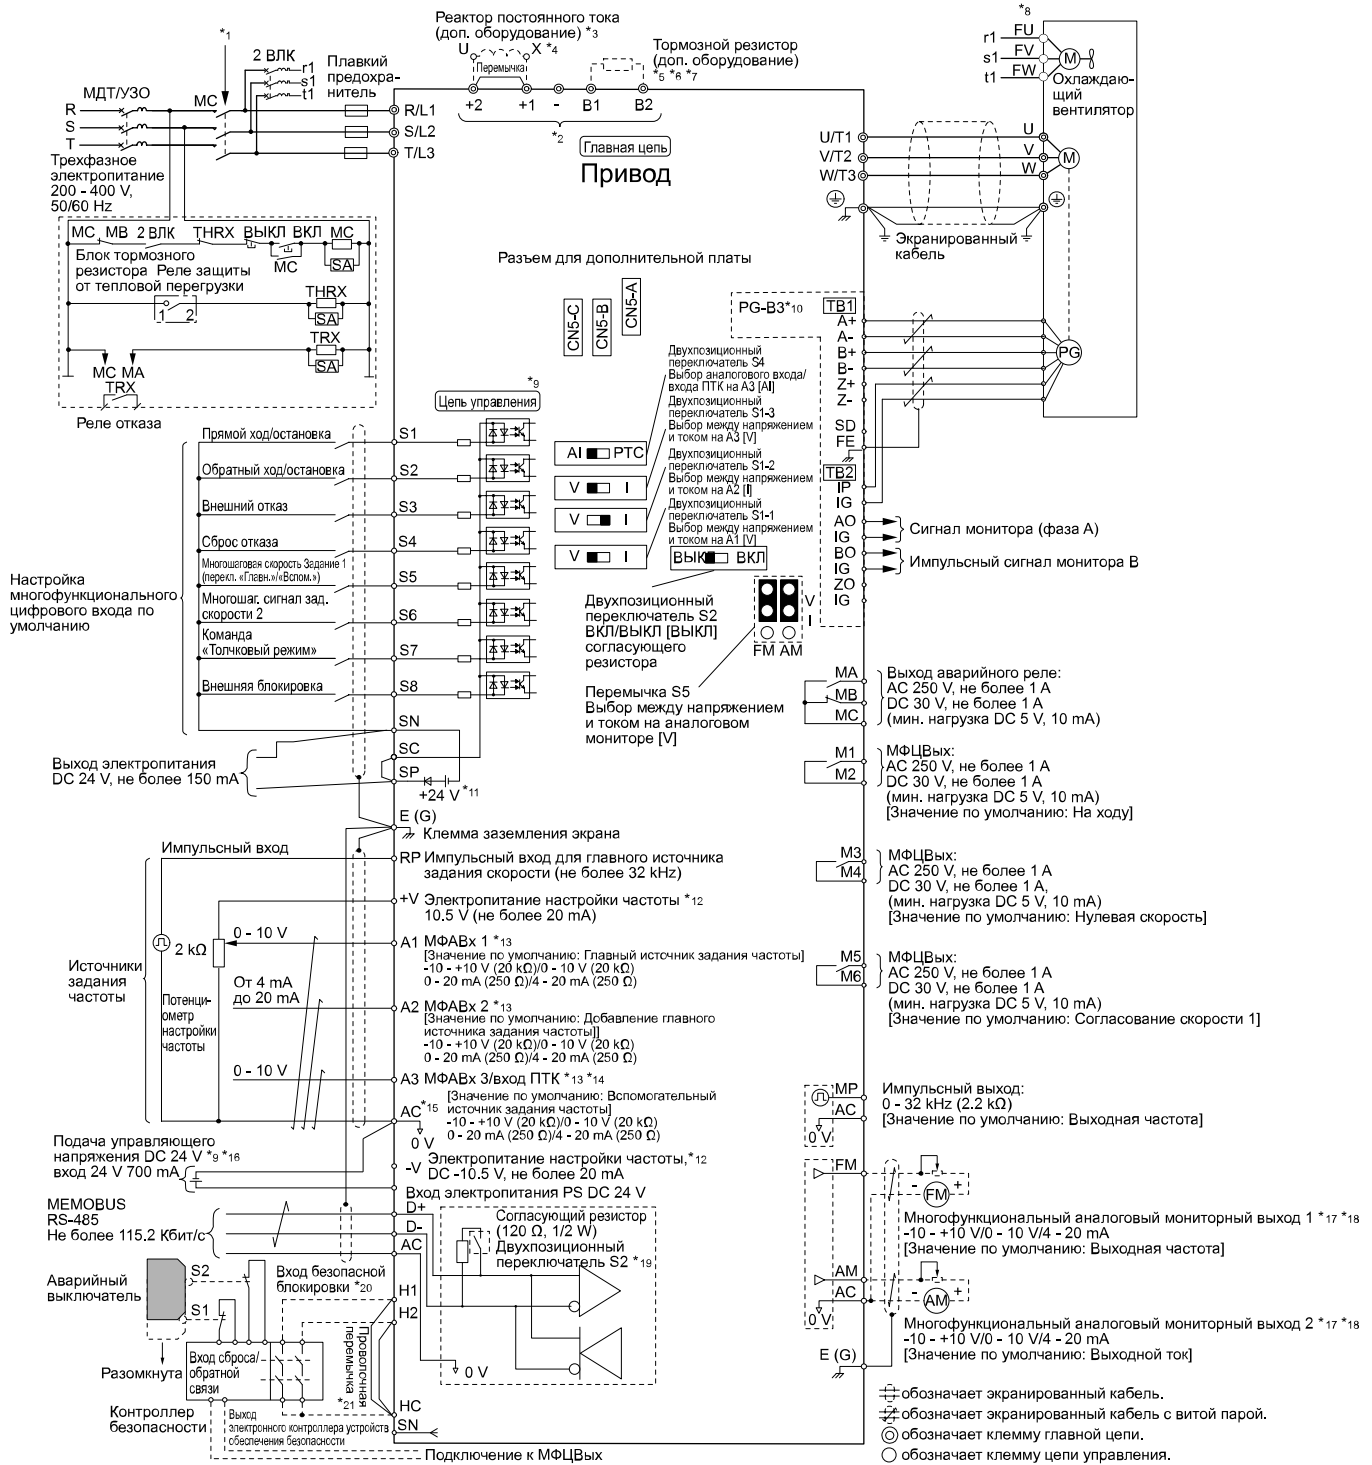 *1
Реактор постоянного тока
(доп. оборудование) *3
U X *4
Перемычка
Тормозной резистор
(доп. оборудование)
*5 *6 *7
*8
r1 FU
s1 FV
t1 FW
M
Охлаждаю-
щий
вентилятор
2 ВЛК
r1
s1
t1
Плавкий
предохра-
нитель
МДТ/УЗО
MC
R
S
T
R/L1
S/L2
T/L3
+2 +1 - B1 B2
*2
Главная цепь
Привод
Трехфазное
электропитание
200 - 400 V,
50/60 Hz
U/T1
V/T2
W/T3
U
V
W
M
Экранированный
кабель
MC MB 2 ВЛК THRX ВЫКЛ ВКЛ MC
MC
SA
Блок тормозного
резистора Реле защиты
от тепловой перегрузки
1 2
THRX
SA
TRX
SA
MC MA
TRX
Реле отказа
Разъем для дополнительной платы
CN5-C
CN5-B
CN5-A
PG-B3*10
TB1
A+
A-
B+
B-
Z+
Z-
SD
FE
PG
TB2
IP
IG
AO
IG
BO
IG
ZO
IG
Сигнал монитора (фаза A)
Импульсный сигнал монитора B
Двухпозиционный
переключатель S4
Выбор аналогового входа/
входа ПТК на A3 [AI]
Двухпозиционный
переключатель S1-3
Выбор между напряжением
и током на A3 [V]
Двухпозиционный
переключатель S1-2
Выбор между напряжением
и током на A2 [I]
Двухпозиционный
переключатель S1-1
Выбор между напряжением
и током на A1 [V]
AI PTC
V I
V I
V I
ВЫК ВКЛ
Двухпозиционный
переключатель S2
ВКЛ/ВЫКЛ [ВЫКЛ]
согласующего
резистора
V
I
FM AM
Перемычка S5
Выбор между напряжением
и током на аналоговом
мониторе [V]
*9
Цепь управления
Настройка
многофункционального
цифрового входа по
умолчанию
Прямой ход/остановка S1
Обратный ход/остановка S2
Внешний отказ S3
Сброс отказа S4
Многошаговая скорость Задание 1
(перекл. «Главн.»/«Вспом.») S5
Многошаг. сигнал зад.
скорости 2 S6
Команда
«Толчковый режим» S7
Внешняя блокировка S8
SN
SC
SP
+24 V *11
Выход электропитания
DC 24 V, не более 150 mA
E (G)
Клемма заземления экрана
MA
MB
MC
Выход аварийного реле:
AC 250 V, не более 1 A
DC 30 V, не более 1 A
(мин. нагрузка DC 5 V, 10 mA)
M1
M2
МФЦВых:
AC 250 V, не более 1 A
DC 30 V, не более 1 A
(мин. нагрузка DC 5 V, 10 mA)
[Значение по умолчанию: На ходу]
M3
M4
МФЦВых:
AC 250 V, не более 1 A
DC 30 V, не более 1 A,
(мин. нагрузка DC 5 V, 10 mA)
[Значение по умолчанию: Нулевая скорость]
M5
M6
МФЦВых:
AC 250 V, не более 1 A
DC 30 V, не более 1 A
(мин. нагрузка DC 5 V, 10 mA)
[Значение по умолчанию: Согласование скорости 1]
Источники
задания
частоты
Импульсный вход
RP Импульсный вход для главного источника
задания скорости (не более 32 kHz)
+V Электропитание настройки частоты *12
10.5 V (не более 20 mA)
2 kΩ
0 - 10 V
A1 МФАВх 1 *13
[Значение по умолчанию: Главный источник задания частоты]
-10 - +10 V (20 kΩ)/0 - 10 V (20 kΩ)
0 - 20 mA (250 Ω)/4 - 20 mA (250 Ω)
Потенци-
ометр
настройки
частоты
От 4 mA
до 20 mA
A2 МФАВх 2 *13
[Значение по умолчанию: Добавление главного
источника задания частоты]]
-10 - +10 V (20 kΩ)/0 - 10 V (20 kΩ)
0 - 20 mA (250 Ω)/4 - 20 mA (250 Ω)
0 - 10 V
A3 МФАВх 3/вход ПТК *13 *14
[Значение по умолчанию: Вспомогательный
источник задания частоты]
-10 - +10 V (20 kΩ)/0 - 10 V (20 kΩ)
0 - 20 mA (250 Ω)/4 - 20 mA (250 Ω)
AC *15
0 V
-V Электропитание настройки частоты,*12
DC -10.5 V, не более 20 mA
Подача управляющего
напряжения DC 24 V *9 *16
вход 24 V 700 mA
Вход электропитания PS DC 24 V
MEMOBUS
RS-485
Не более 115.2 Кбит/с
D+
D-
AC
Согласующий резистор
(120 Ω, 1/2 W)
Двухпозиционный
переключатель S2 *19
0 V
MP
AC
0 V
Импульсный выход:
0 - 32 kHz (2.2 kΩ)
[Значение по умолчанию: Выходная частота]
FM
- +
FM
Многофункциональный аналоговый мониторный выход 1 *17 *18
-10 - +10 V/0 - 10 V/4 - 20 mA
[Значение по умолчанию: Выходная частота]
AM
AC
0 V
- +
AM
Многофункциональный аналоговый мониторный выход 2 *17 *18
-10 - +10 V/0 - 10 V/4 - 20 mA
[Значение по умолчанию: Выходной ток]
E (G)
Аварийный
выключатель
S2
S1
Разомкнута
Вход безопасной
блокировки *20
H1
H2
Проволочная
перемычка
*21
HC
SN
Вход сброса/
обратной
связи
Контроллер
безопасности
Выход
электронного контроллера устройств
обеспечения безопасности
Подключение к МФЦВых
обозначает экранированный кабель.
обозначает экранированный кабель с витой парой.
обозначает клемму главной цепи.
обозначает клемму цепи управления.